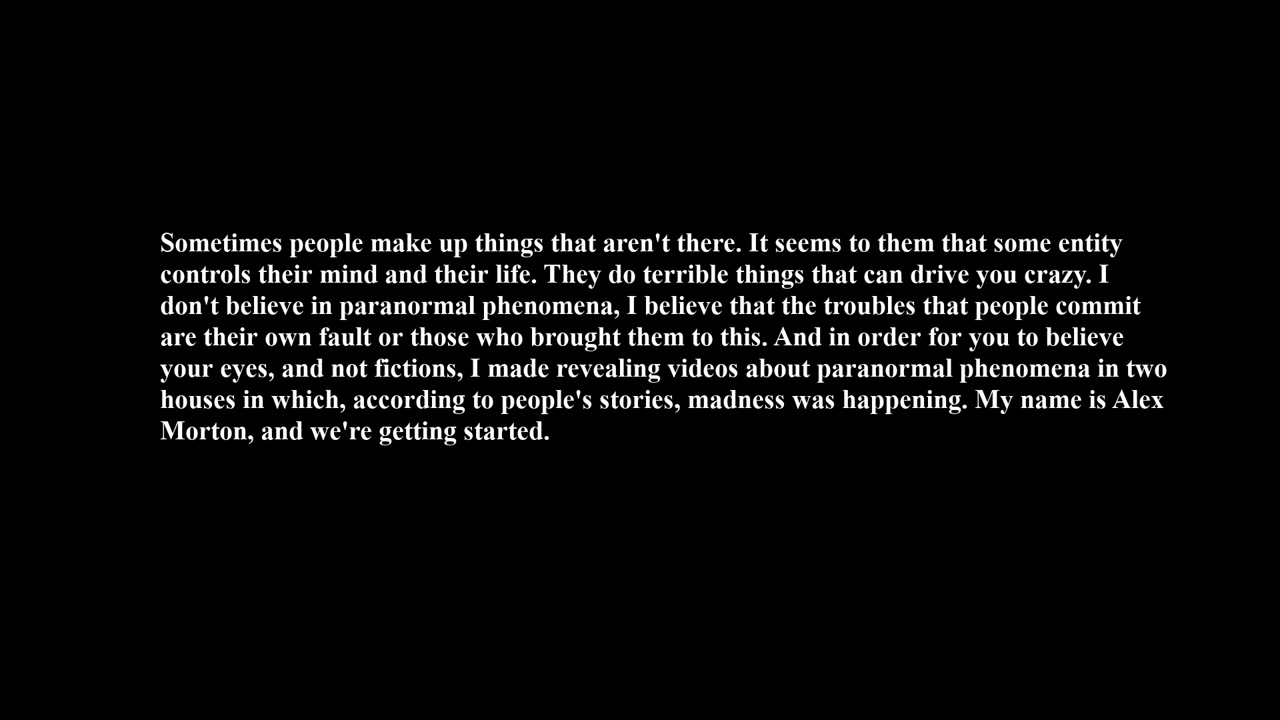 Sometimes people make up things that aren't there. It seems to them that some entity
controls their mind and their life. They do terrible things that can drive you crazy. I
don't believe in paranormal phenomena, I believe that the troubles that people commit
are their own fault or those who brought them to this. And in order for you to believe
your eyes, and not fictions, I made revealing videos about paranormal phenomena in two
houses in which, according to people's stories, madness was happening. My name is Alex
Morton, and we're getting started.